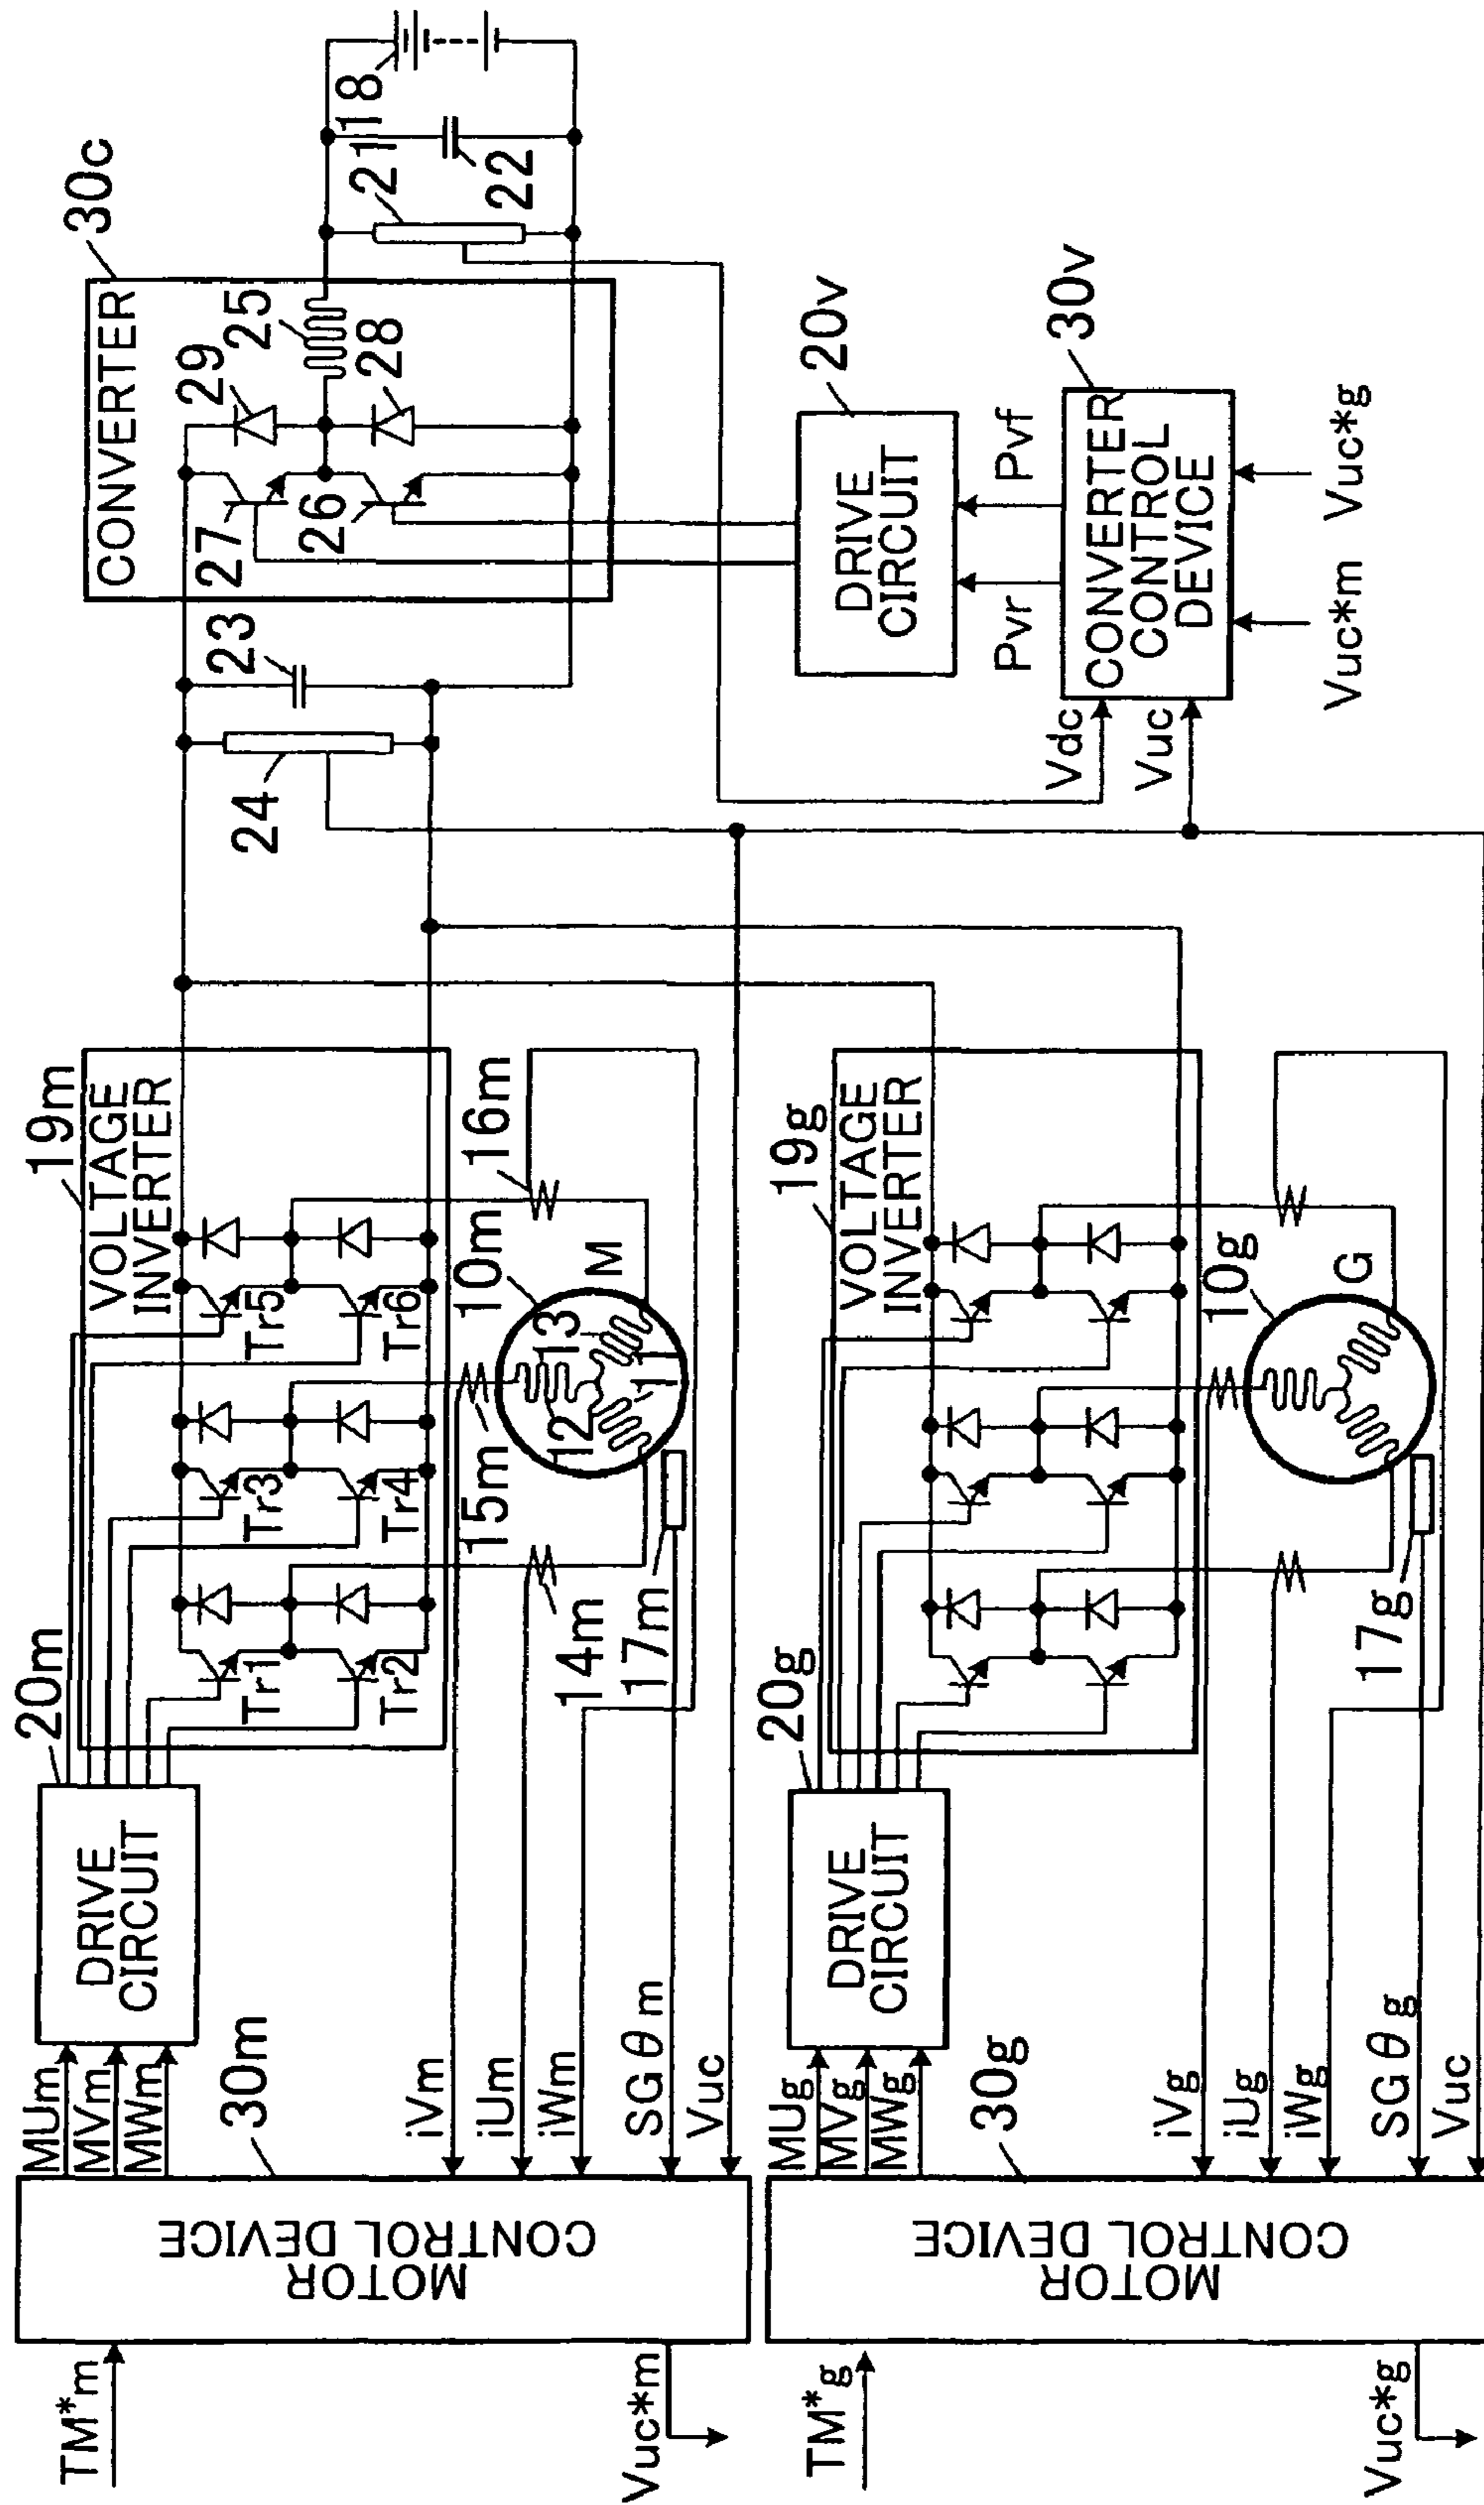 TM*m
Vuc*m
MOTOR
CONTROL DEVICE
30m
MUm
MVm
MWm
iVm
iUm
iWm
SGθm
Vuc
DRIVE
CIRCUIT
20m
19m
VOLTAGE
INVERTER
Tr1
Tr2
Tr3
Tr4
Tr5
Tr6
14m
15m
16m
17m
10m
11
12
13
M
24
23
CONVERTER
30c
27
26
29
25
28
21
22
18
TM*g
Vuc*g
MOTOR
CONTROL DEVICE
30g
MUg
MVg
MWg
iVg
iUg
iWg
SGθg
Vuc
DRIVE
CIRCUIT
20g
19g
VOLTAGE
INVERTER
17g
10g
G
DRIVE
CIRCUIT
20v
Pvr
Pvf
Vdc
Vuc
CONVERTER
CONTROL
DEVICE
30v
Vuc*m
Vuc*g